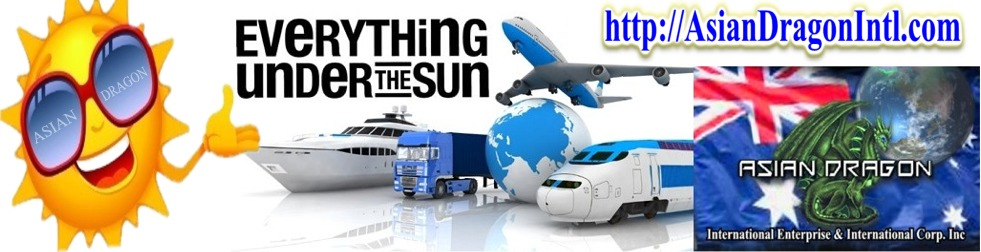 ASIAN
DRAGON
EVERYTHiNG
UNDER THE SUN
http://AsianDragonIntl.com
ASIAN DRAGON
International Enterprise & International Corp. Inc